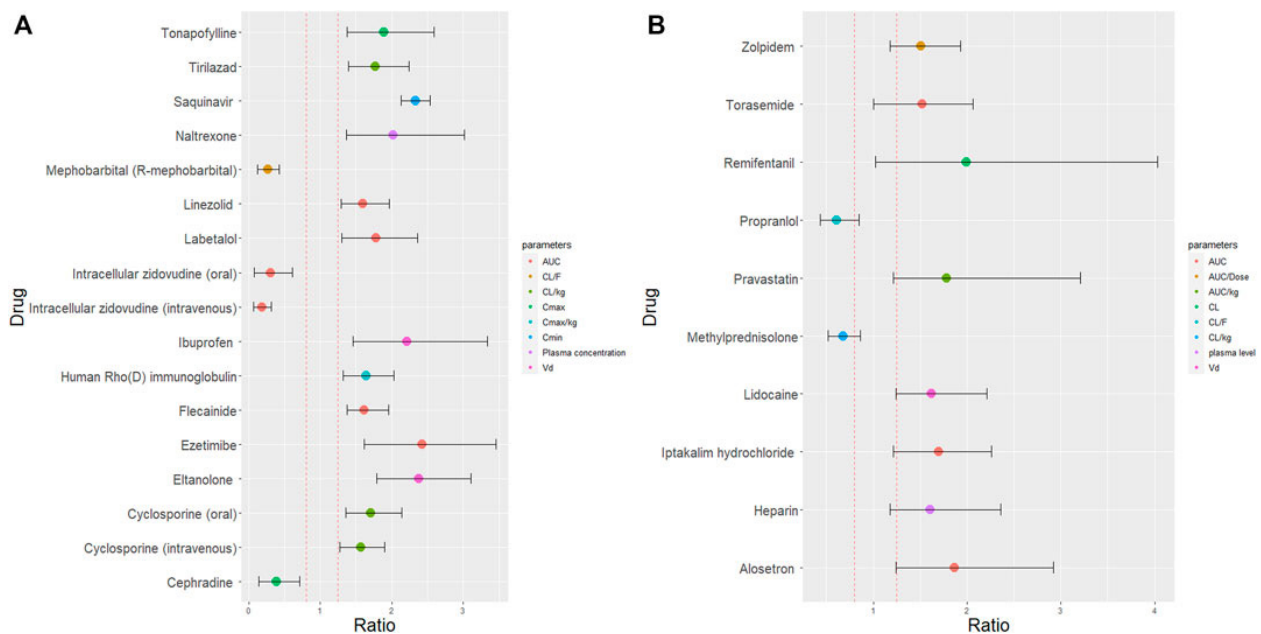 A
Drug
Tonapofylline
Tirilazad
Saquinavir
Naltrexone
Mephobarbital (R-mephobarbital)
Linezolid
Labetalol
Intracellular zidovudine (oral)
Intracellular zidovudine (intravenous)
Ibuprofen
Human Rho(D) immunoglobulin
Flecainide
Ezetimibe
Eltanolone
Cyclosporine (oral)
Cyclosporine (intravenous)
Cephradine
0 1 2 3
Ratio
parameters
AUC
CL/F
CL/kg
Cmax
Cmax/kg
Cmin
Plasma concentration
Vd
B
Drug
Zolpidem
Torasemide
Remifentanil
Propranlol
Pravastatin
Methylprednisolone
Lidocaine
Iptakalim hydrochloride
Heparin
Alosetron
1 2 3 4
Ratio
parameters
AUC
AUC/Dose
AUC/kg
CL
CL/F
CL/kg
plasma level
Vd